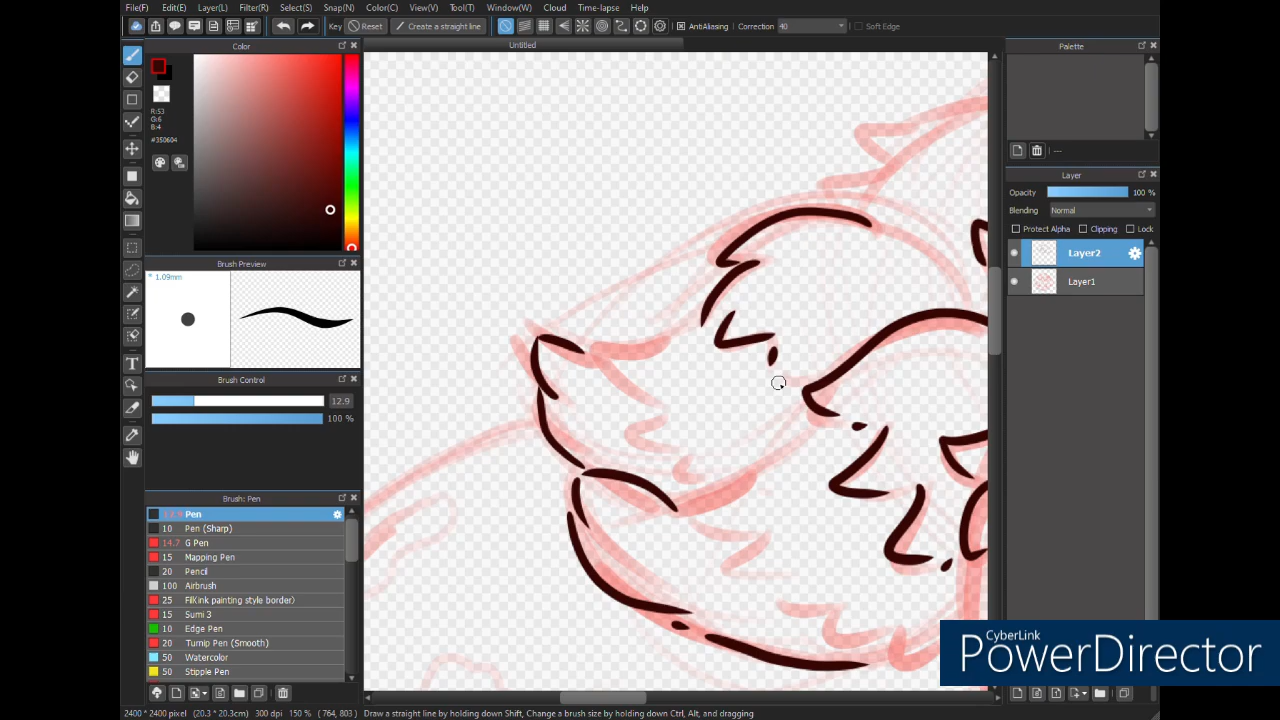 File(F) Edit(E) Layer(L) Filter(R) Select(S) Snap(N) Color(C) View(V) Tool(T) Window(W) Cloud Time-lapse Help
Key Reset Create a straight line AntiAliasing Correction 40 Soft Edge
Color
Untitled
Palette
R:53
G:6
B:4
#350604
---
Layer
Opacity 100 %
Blending Normal
Protect Alpha Clipping Lock
Layer2
Layer1
Brush Preview
* 1.09mm
Brush Control
12.9
100 %
Brush: Pen
12.9 Pen
10 Pen (Sharp)
14.7 G Pen
15 Mapping Pen
20 Pencil
100 Airbrush
25 FilKink painting style border)
15 Sumi 3
10 Edge Pen
20 Turnip Pen (Smooth)
50 Watercolor
50 Stipple Pen
CyberLink
PowerDirector
2400 * 2400 pixel (20.3 * 20.3cm) 300 dpi 150 % ( 764, 803 ) Draw a straight line by holding down Shift, Change a brush size by holding down Ctrl, Alt, and dragging